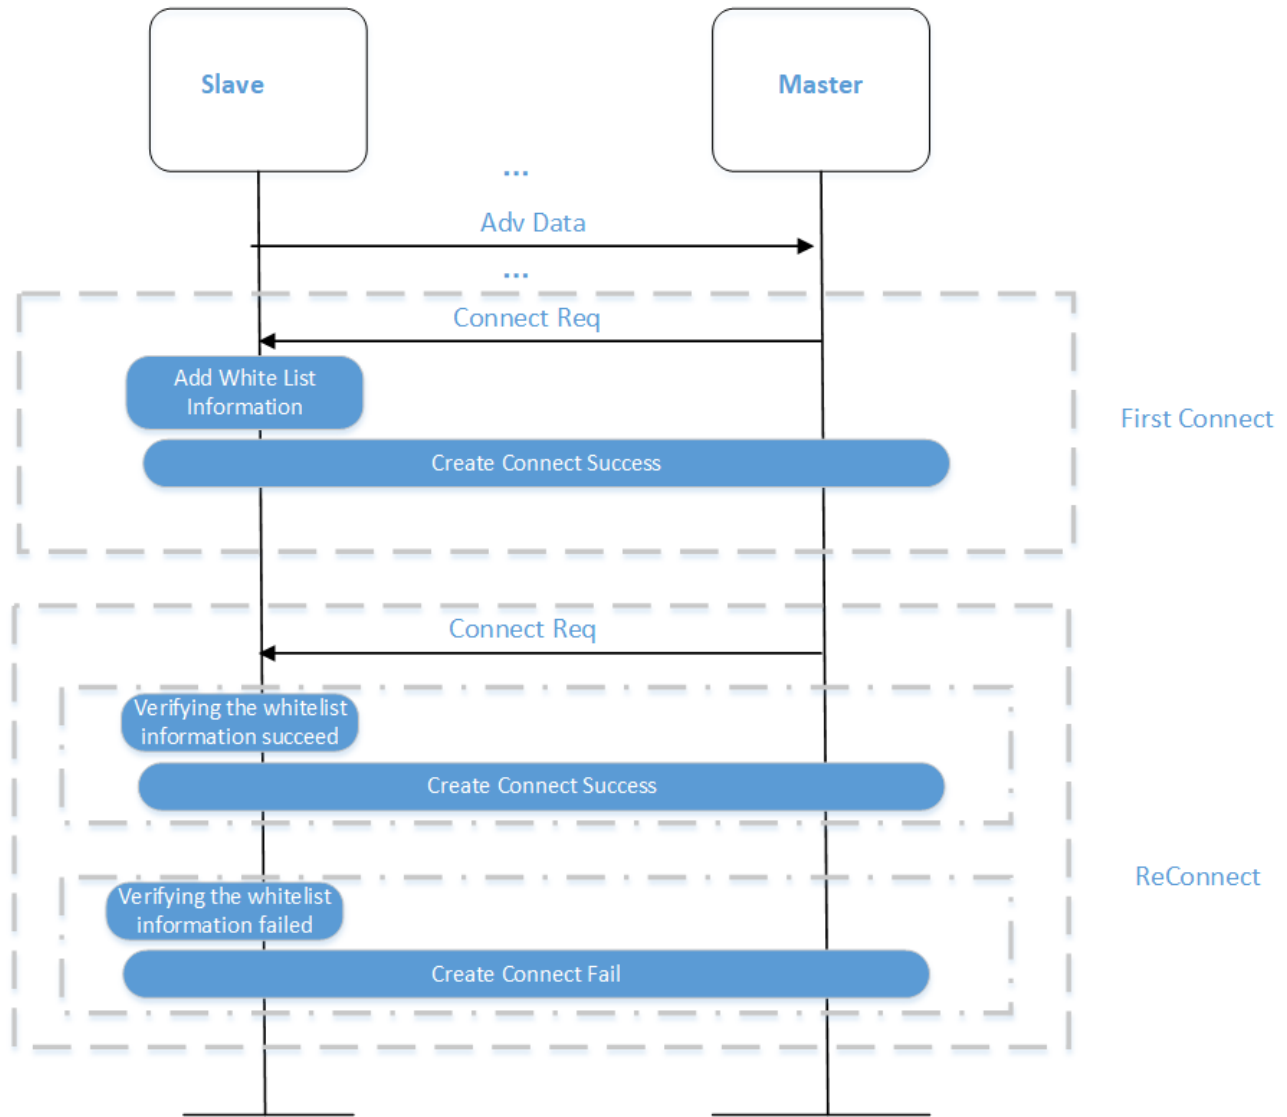 Slave
Master
...
Adv Data
...
Connect Req
Add White List
Information
First Connect
Create Connect Success
Connect Req
Verifying the whitelist
information succeed
Create Connect Success
ReConnect
Verifying the whitelist
information failed
Create Connect Fail